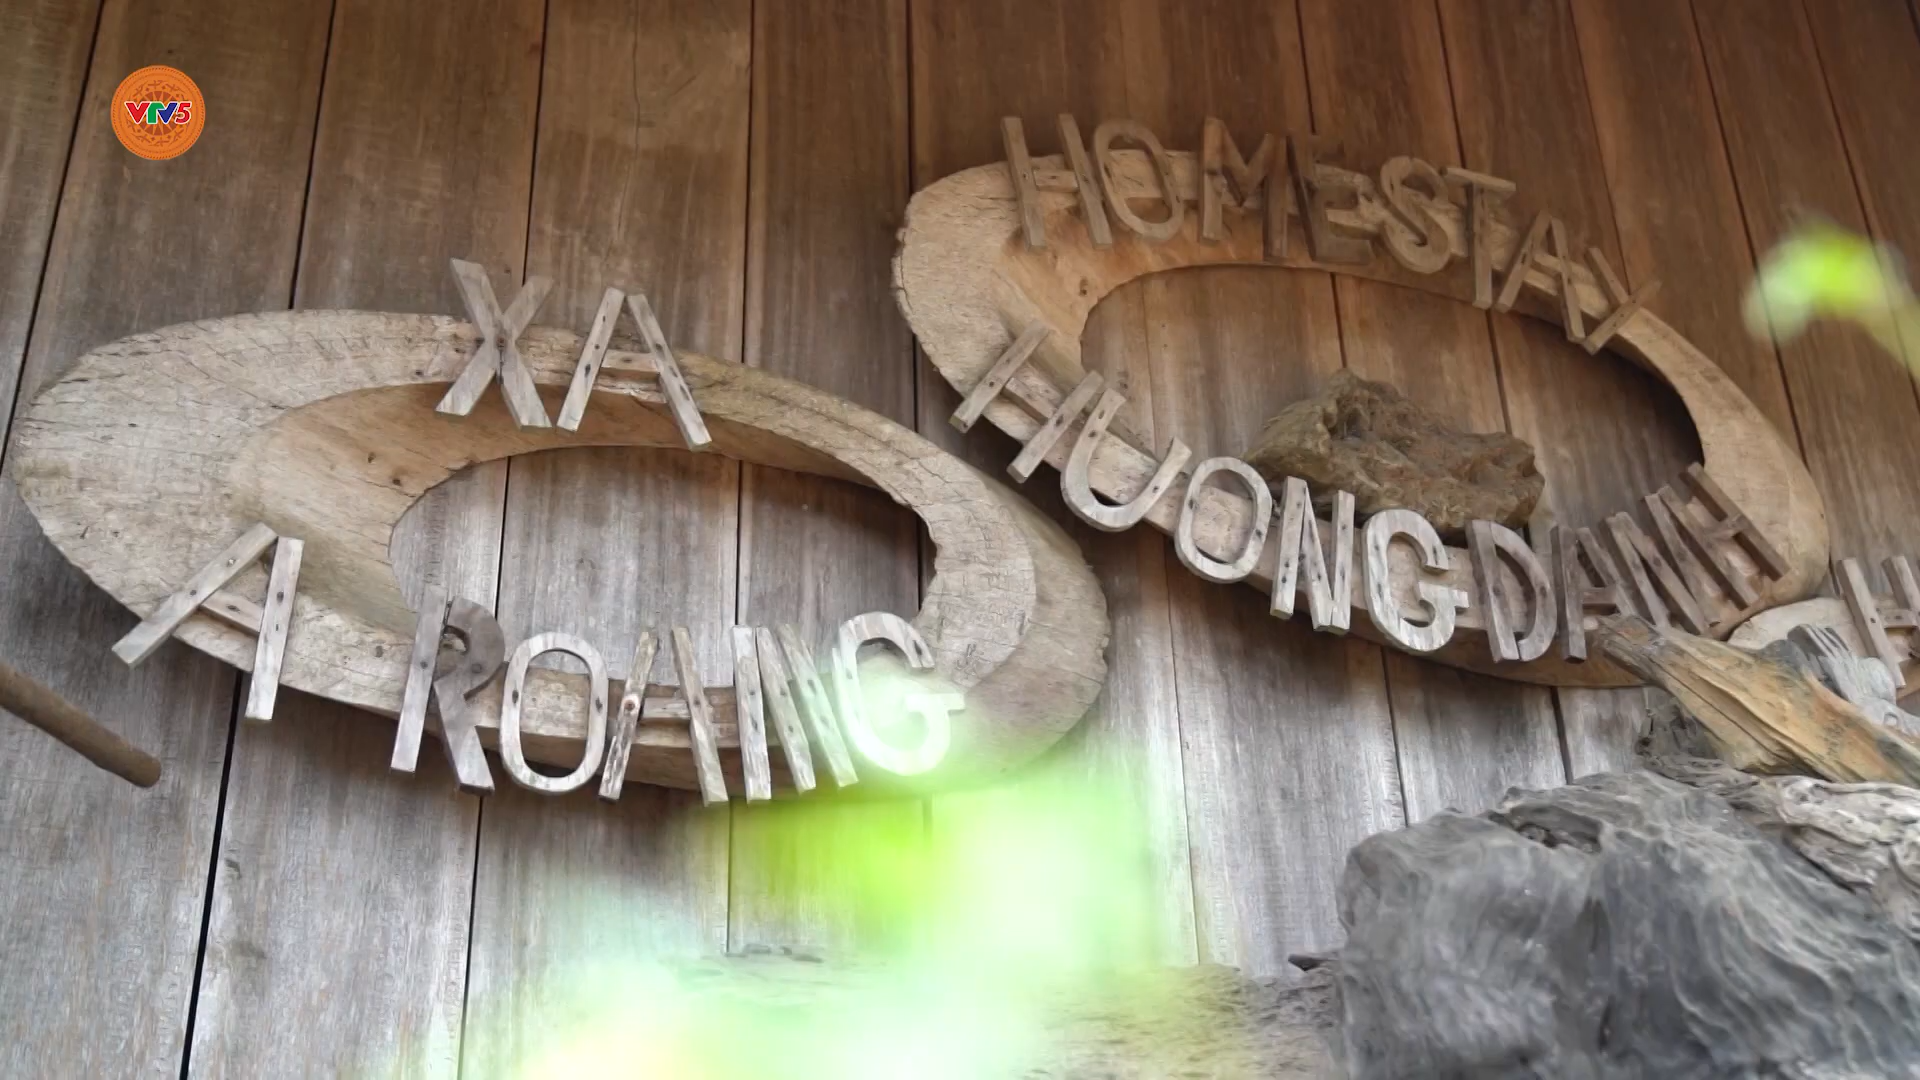 VTV5
HOMESTAY
XA
HUONG DANH
A ROANG